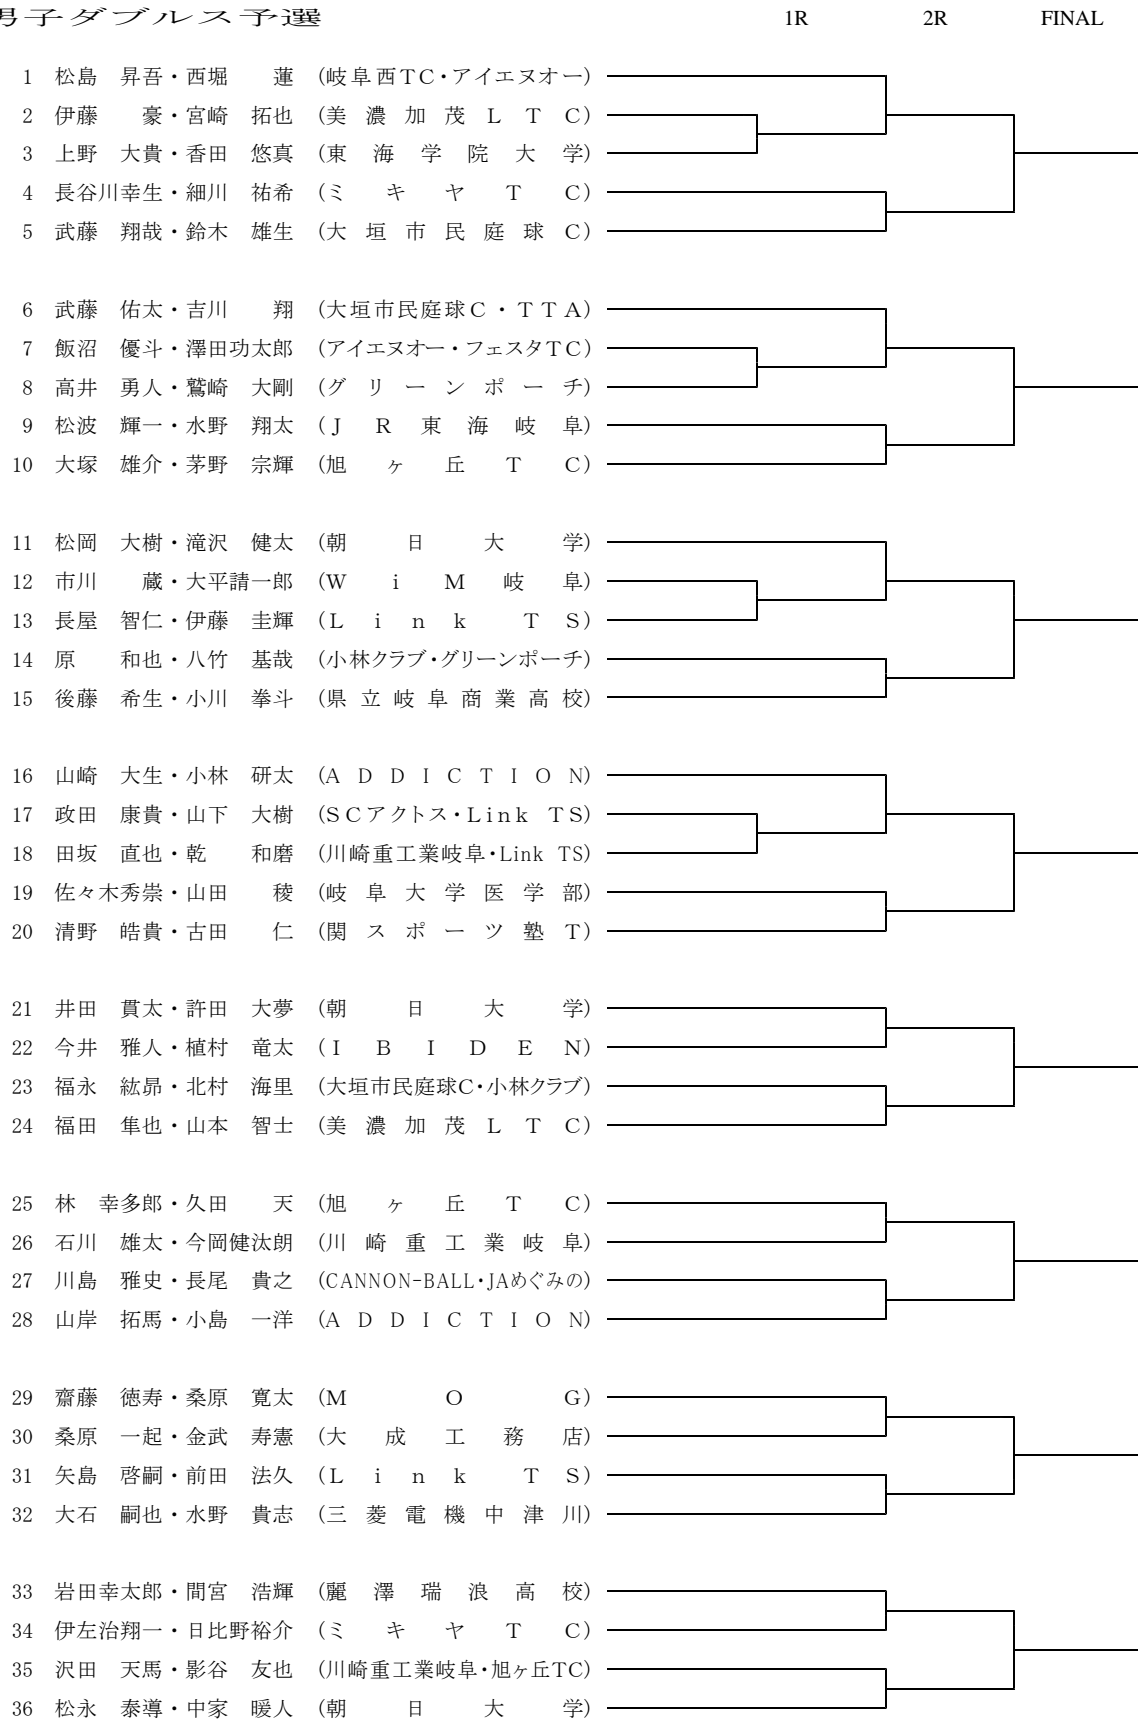 男子ダブルス予選 1R 2R FINAL
1 松島 昇吾・西堀 蓮 (岐阜西TC・アイエヌオー)
2 伊藤 豪・宮崎 拓也 (美濃加茂LTC)
3 上野 大貴・香田 悠真 (東海学院大学)
4 長谷川幸生・細川 祐希 (ミキヤTC)
5 武藤 翔哉・鈴木 雄生 (大垣市民庭球C)
6 武藤 佑太・吉川 翔 (大垣市民庭球C・TTA)
7 飯沼 優斗・澤田功太郎 (アイエヌオー・フェスタTC)
8 高井 勇人・鷲崎 大剛 (グリーンポーチ)
9 松波 輝一・水野 翔太 (JR東海岐阜)
10 大塚 雄介・茅野 宗輝 (旭ヶ丘TC)
11 松岡 大樹・滝沢 健太 (朝日大学)
12 市川 蔵・大平請一郎 (WiM岐阜)
13 長屋 智仁・伊藤 圭輝 (Link TS)
14 原 和也・八竹 基哉 (小林クラブ・グリーンポーチ)
15 後藤 希生・小川 拳斗 (県立岐阜商業高校)
16 山崎 大生・小林 研太 (ADDICTION)
17 政田 康貴・山下 大樹 (SCアクトス・Link TS)
18 田坂 直也・乾 和磨 (川崎重工業岐阜・Link TS)
19 佐々木秀崇・山田 稜 (岐阜大学医学部)
20 清野 皓貴・古田 仁 (関スポーツ塾T)
21 井田 貫太・許田 大夢 (朝日大学)
22 今井 雅人・植村 竜太 (IBIDEN)
23 福永 紘昴・北村 海里 (大垣市民庭球C・小林クラブ)
24 福田 隼也・山本 智士 (美濃加茂LTC)
25 林 幸多郎・久田 天 (旭ヶ丘TC)
26 石川 雄太・今岡健汰朗 (川崎重工業岐阜)
27 川島 雅史・長尾 貴之 (CANNON-BALL・JAめぐみの)
28 山岸 拓馬・小島 一洋 (ADDICTION)
29 齋藤 徳寿・桑原 寛太 (MOG)
30 桑原 一起・金武 寿憲 (大成工務店)
31 矢島 啓嗣・前田 法久 (Link TS)
32 大石 嗣也・水野 貴志 (三菱電機中津川)
33 岩田幸太郎・間宮 浩輝 (麗澤瑞浪高校)
34 伊左治翔一・日比野裕介 (ミキヤTC)
35 沢田 天馬・影谷 友也 (川崎重工業岐阜・旭ヶ丘TC)
36 松永 泰導・中家 暖人 (朝日大学)